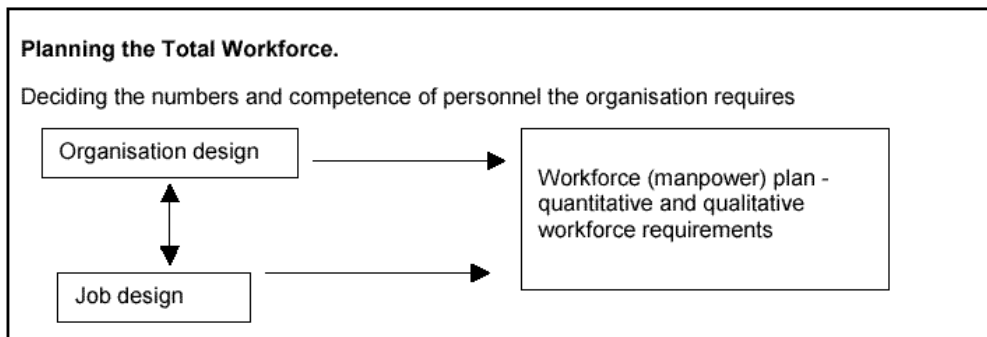 Planning the Total Workforce.
Deciding the numbers and competence of personnel the organisation requires
Organisation design
Workforce (manpower) plan -
quantitative and qualitative
workforce requirements
Job design